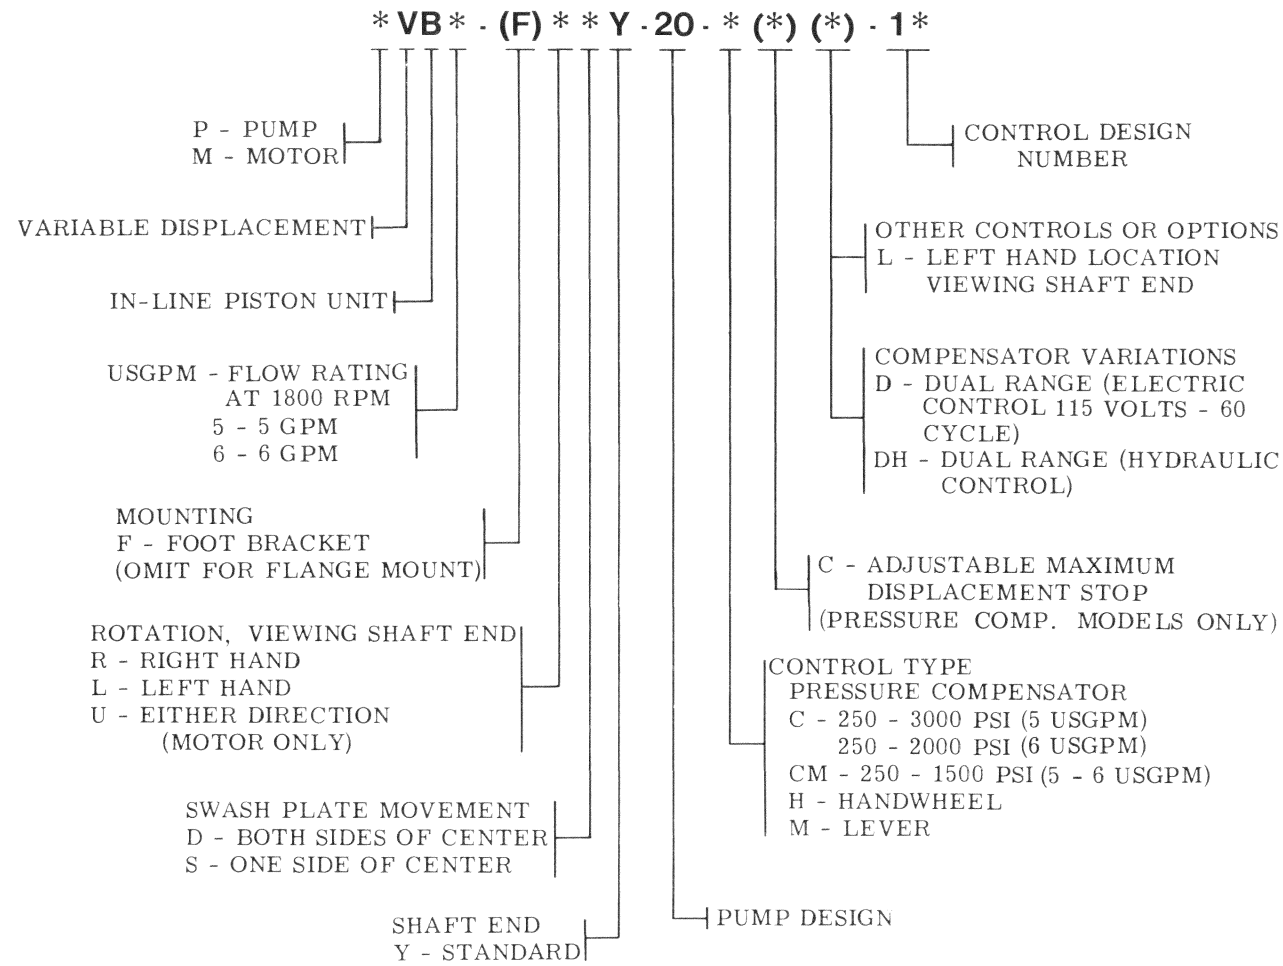 *VB*-(F)**Y-20-*(*)(*)-1*
P - PUMP
M - MOTOR
VARIABLE DISPLACEMENT
IN-LINE PISTON UNIT
USGPM - FLOW RATING
AT 1800 RPM
5 - 5 GPM
6 - 6 GPM
MOUNTING
F - FOOT BRACKET
(OMIT FOR FLANGE MOUNT)
ROTATION, VIEWING SHAFT END
R - RIGHT HAND
L - LEFT HAND
U - EITHER DIRECTION
(MOTOR ONLY)
SWASH PLATE MOVEMENT
D - BOTH SIDES OF CENTER
S - ONE SIDE OF CENTER
SHAFT END
Y - STANDARD
CONTROL DESIGN
NUMBER
OTHER CONTROLS OR OPTIONS
L - LEFT HAND LOCATION
VIEWING SHAFT END
COMPENSATOR VARIATIONS
D - DUAL RANGE (ELECTRIC
CONTROL 115 VOLTS - 60
CYCLE)
DH - DUAL RANGE (HYDRAULIC
CONTROL)
C - ADJUSTABLE MAXIMUM
DISPLACEMENT STOP
(PRESSURE COMP. MODELS ONLY)
CONTROL TYPE
PRESSURE COMPENSATOR
C - 250 - 3000 PSI (5 USGPM)
250 - 2000 PSI (6 USGPM)
CM - 250 - 1500 PSI (5 - 6 USGPM)
H - HANDWHEEL
M - LEVER
PUMP DESIGN